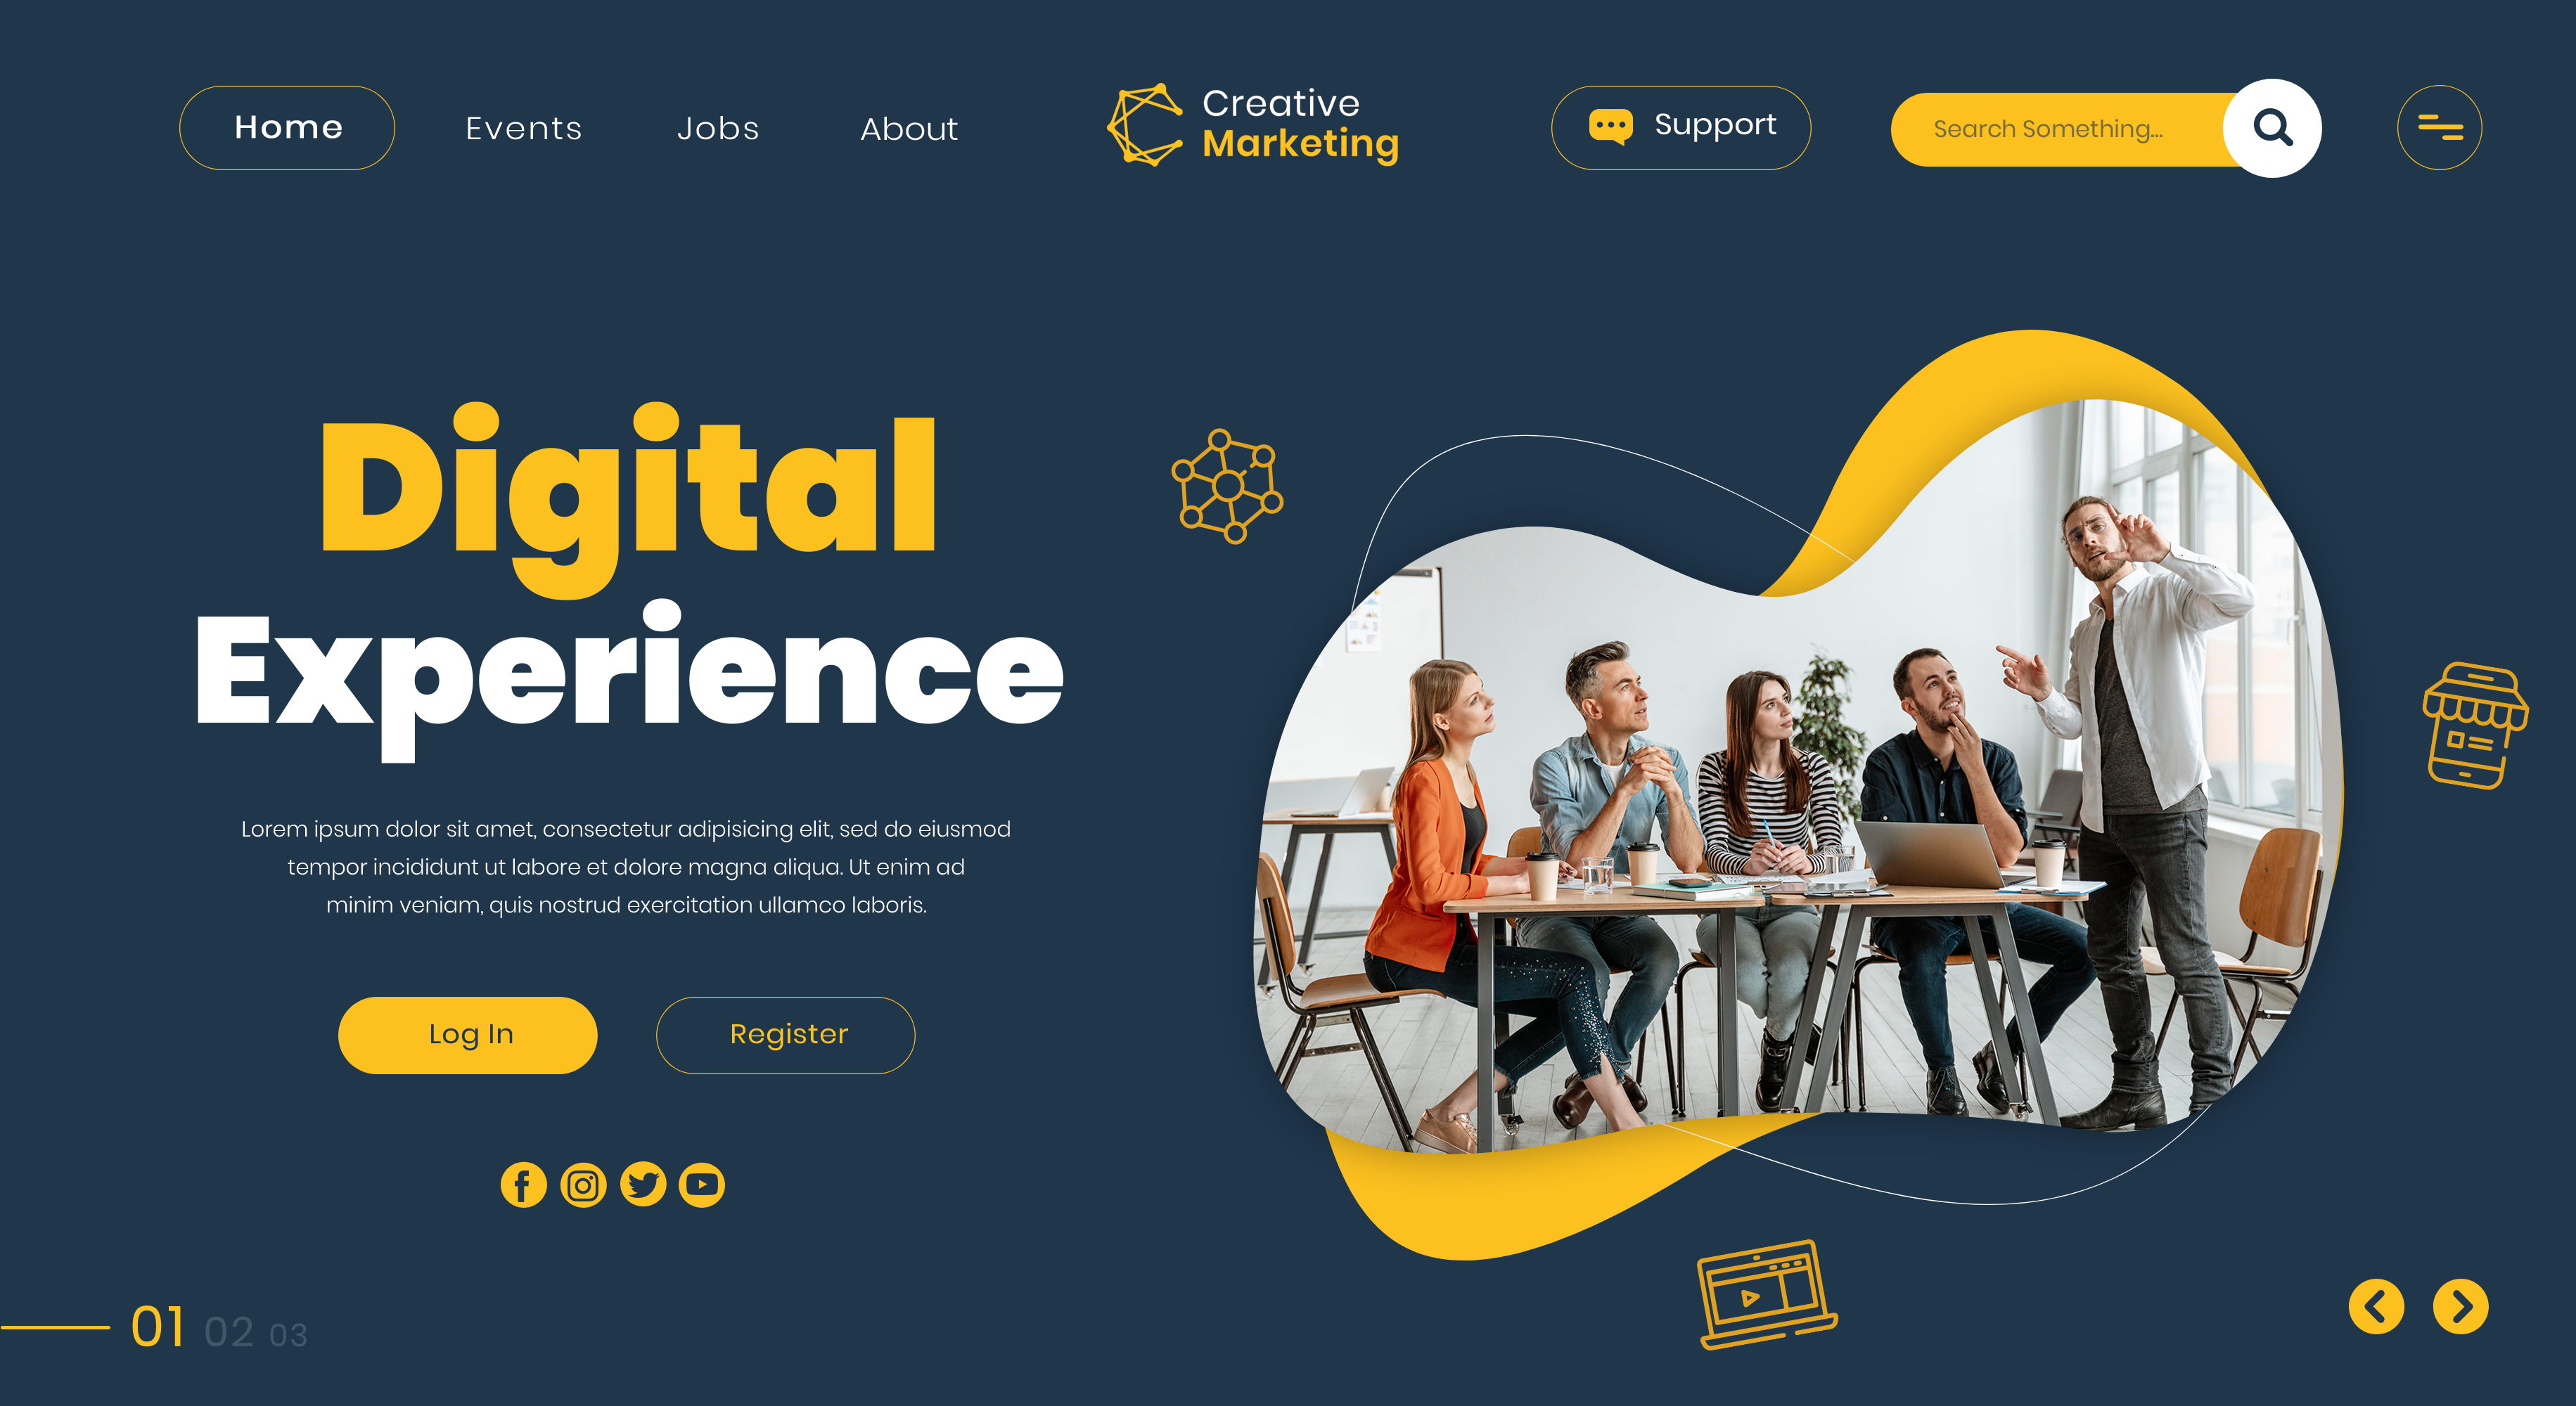 Home
Events
Jobs
About
Creative
Marketing
Support
Search Something...
Digital
Experience
Lorem ipsum dolor sit amet, consectetur adipisicing elit, sed do eiusmod
tempor incididunt ut labore et dolore magna aliqua. Ut enim ad
minim veniam, quis nostrud exercitation ullamco laboris.
Log In
Register
01 02 03